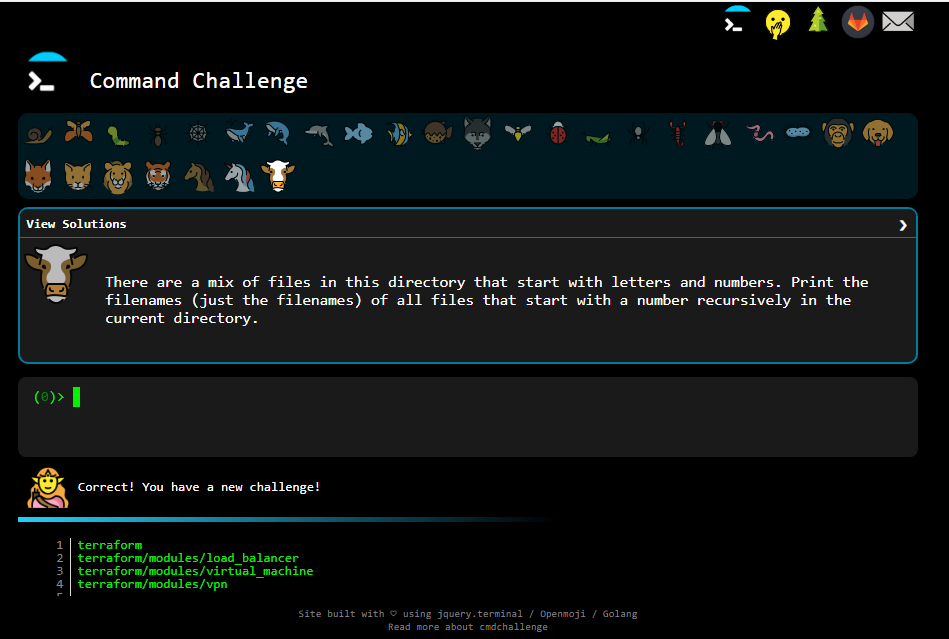 Command Challenge
View Solutions
There are a mix of files in this directory that start with letters and numbers. Print the
filenames (just the filenames) of all files that start with a number recursively in the
current directory.
(0)>
Correct! You have a new challenge!
1 terraform
2 terraform/modules/load_balancer
3 terraform/modules/virtual_machine
4 terraform/modules/vpn
Site built with ♡ using jquery.terminal / Openmoji / Golang
Read more about cmdchallenge